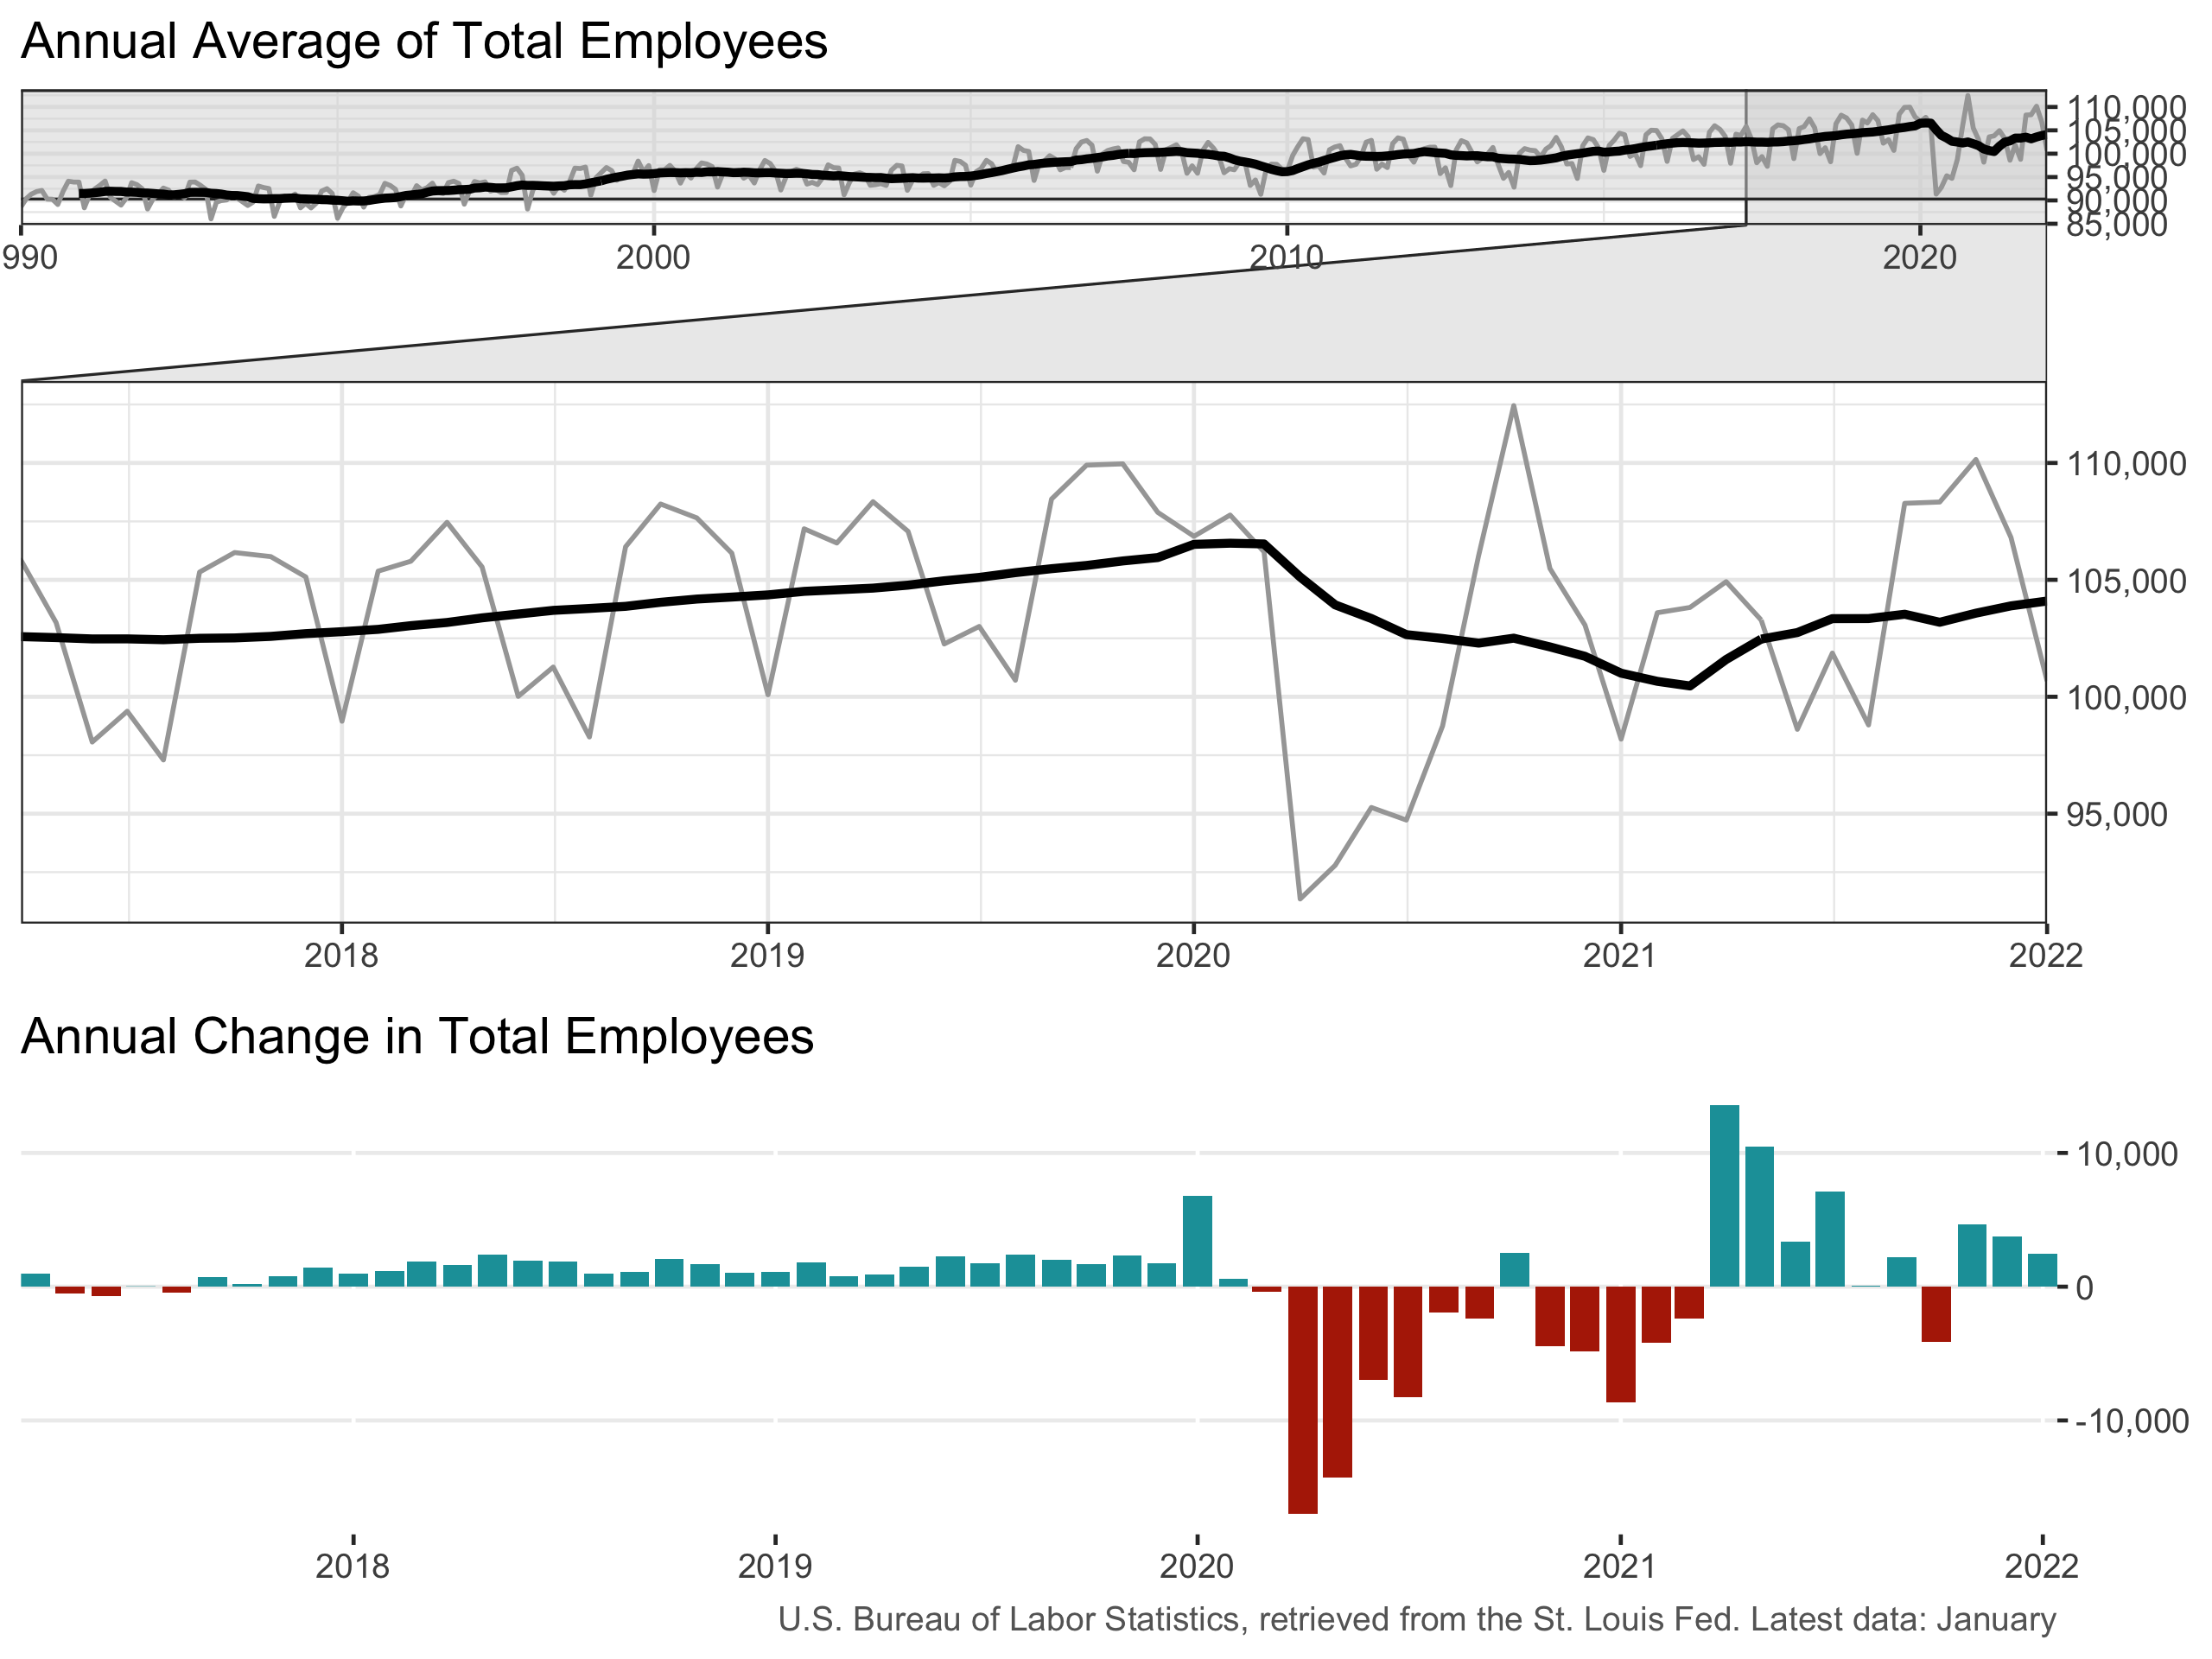 Annual Average of Total Employees
110,000
105,000
100,000
95,000
90,000
85,000
990 2000 2010 2020
110,000
105,000
100,000
95,000
2018 2019 2020 2021 2022
Annual Change in Total Employees
10,000
0
-10,000
2018 2019 2020 2021 2022
U.S. Bureau of Labor Statistics, retrieved from the St. Louis Fed. Latest data: January